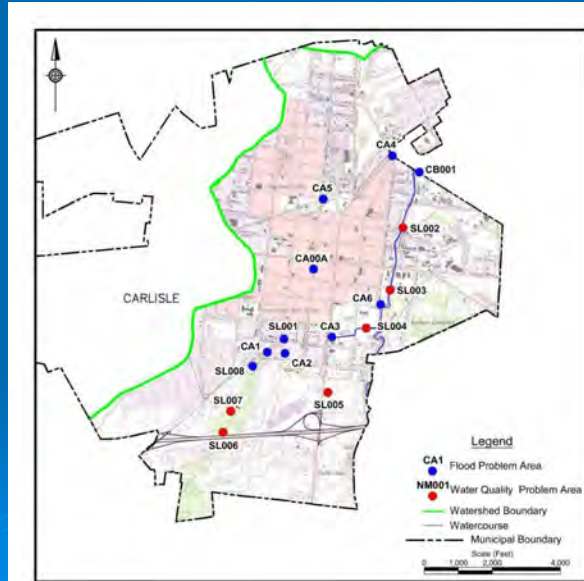 CA4
CB001
CA5
SL002
CA00A
SL003
CARLISLE
CA6
SL001
CA3
SL004
CA1
CA2
SL008
SL005
SL007
SL006
Legend
CA1 Flood Problem Area
NM001 Water Quality Problem Area
Watershed Boundary
Watercourse
Municipal Boundary
Scale (Feet)
0 1,000 2,000 4,000